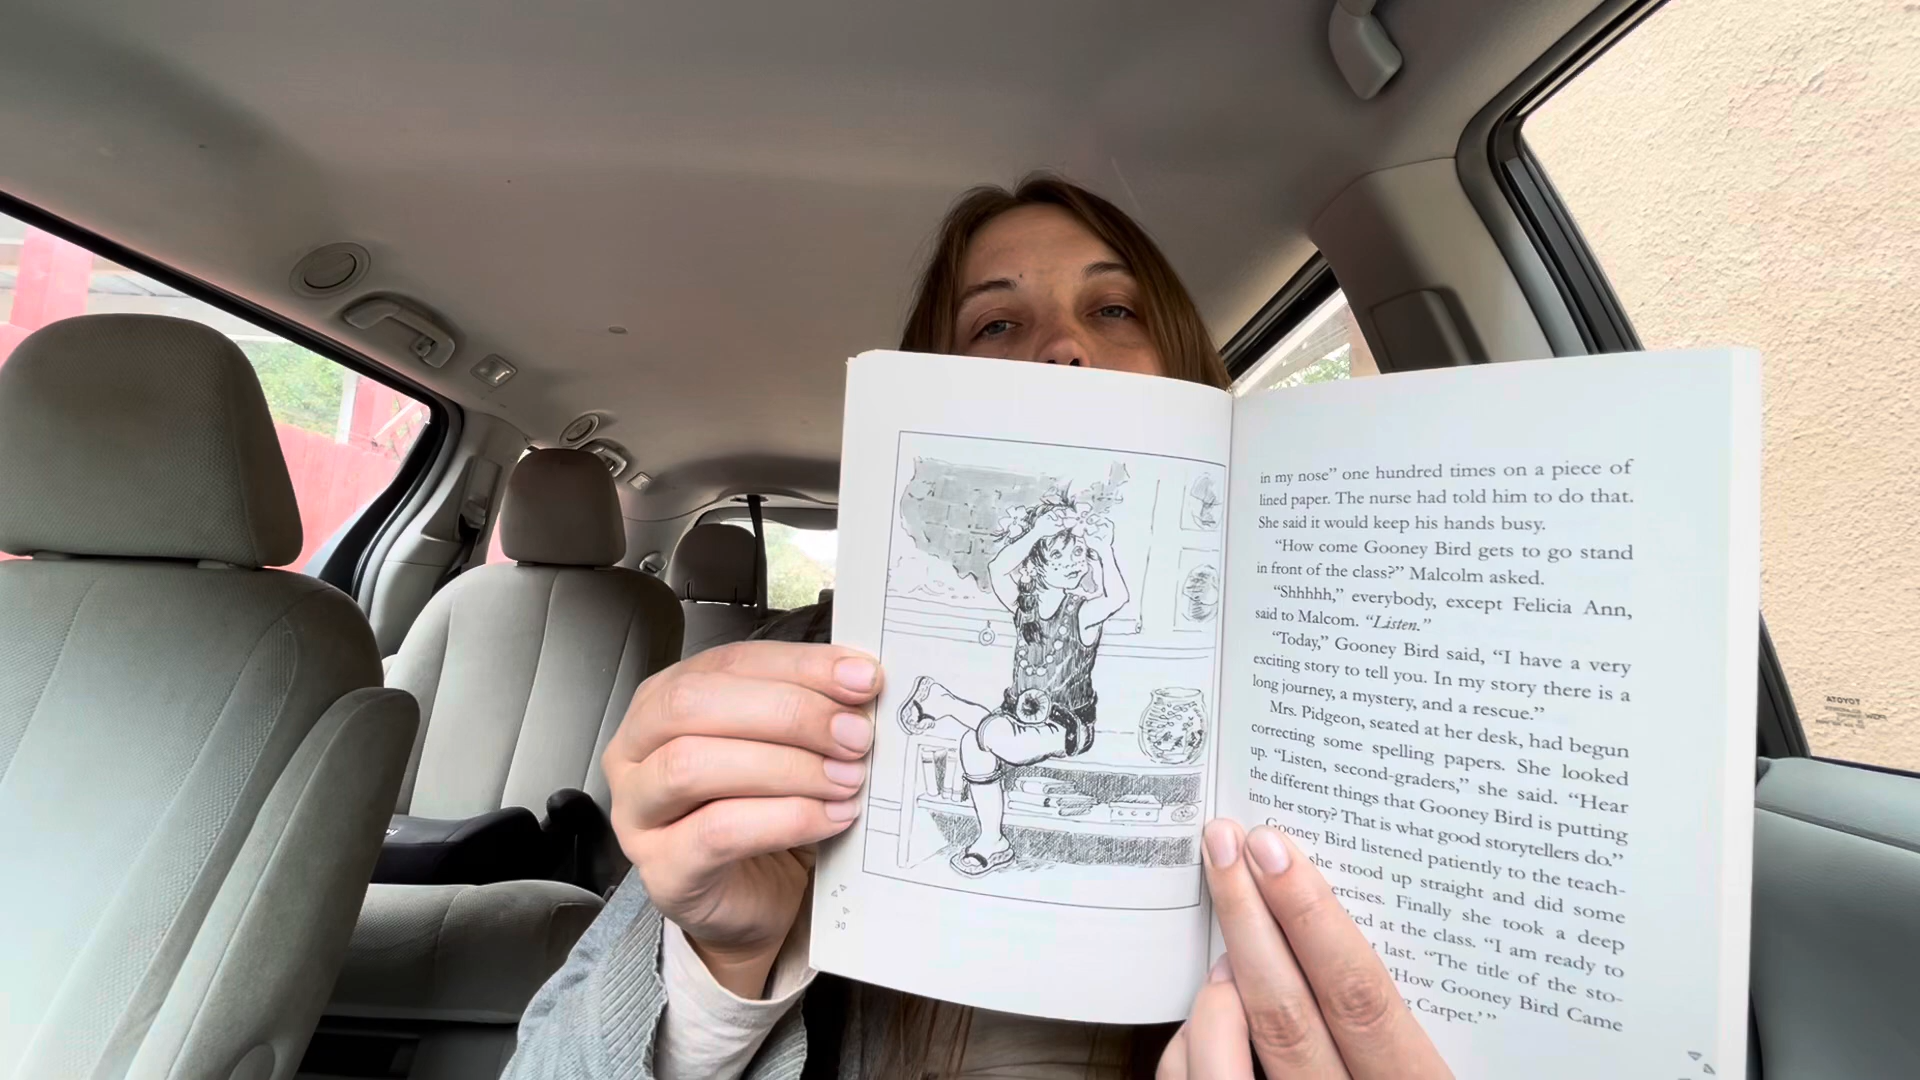 30
in my nose” one hundred times on a piece of
lined paper. The nurse had told him to do that.
She said it would keep his hands busy.
“How come Gooney Bird gets to go stand
in front of the class?” Malcolm asked.
“Shhhhh,” everybody, except Felicia Ann,
said to Malcom. “Listen.”
“Today,” Gooney Bird said, “I have a very
exciting story to tell you. In my story there is a
long journey, a mystery, and a rescue.”
Mrs. Pidgeon, seated at her desk, had begun
correcting some spelling papers. She looked
up. “Listen, second-graders,” she said. “Hear
the different things that Gooney Bird is putting
into her story? That is what good storytellers do.”
Gooney Bird listened patiently to the teach-
she stood up straight and did some
ercises. Finally she took a deep
ked at the class. “I am ready to
last. “The title of the sto-
‘How Gooney Bird Came
Carpet.’ ”
TOYOTA